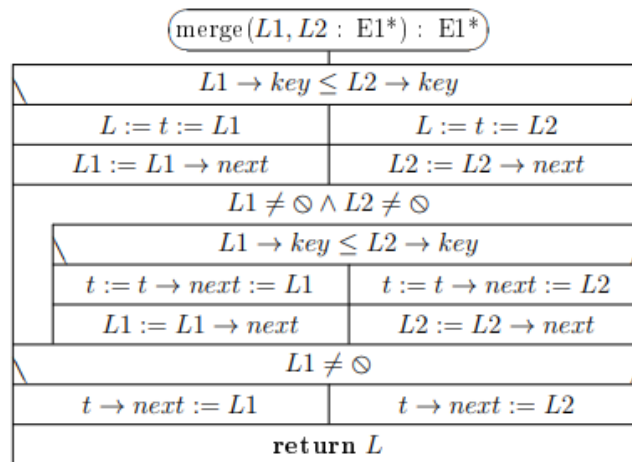 merge(L1, L2 : E1*) : E1*
L1 → key ≤ L2 → key
L := t := L1 L := t := L2
L1 := L1 → next L2 := L2 → next
L1 ≠ ⦸ ∧ L2 ≠ ⦸
L1 → key ≤ L2 → key
t := t → next := L1 t := t → next := L2
L1 := L1 → next L2 := L2 → next
L1 ≠ ⦸
t → next := L1 t → next := L2
return L